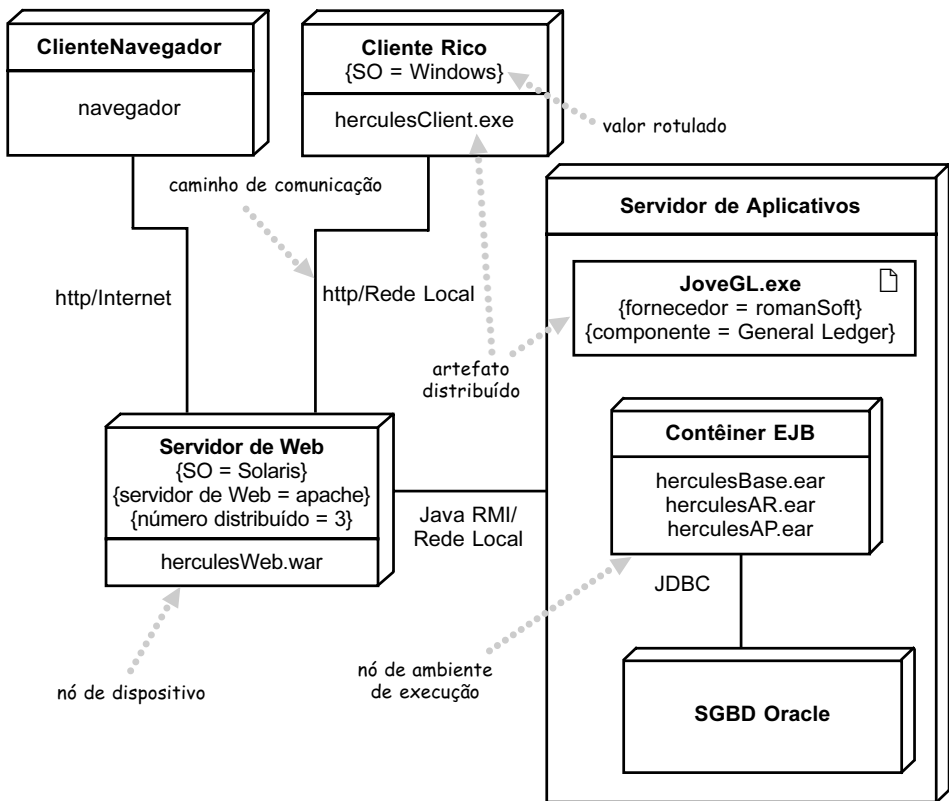 ClienteNavegador
navegador
Cliente Rico
{SO = Windows}
herculesClient.exe
valor rotulado
caminho de comunicação
http/Internet
http/Rede Local
Servidor de Aplicativos
JoveGL.exe
{fornecedor = romanSoft}
{componente = General Ledger}
artefato
distribuído
Servidor de Web
{SO = Solaris}
{servidor de Web = apache}
{número distribuído = 3}
herculesWeb.war
Java RMI/
Rede Local
Contêiner EJB
herculesBase.ear
herculesAR.ear
herculesAP.ear
JDBC
nó de dispositivo
nó de ambiente
de execução
SGBD Oracle